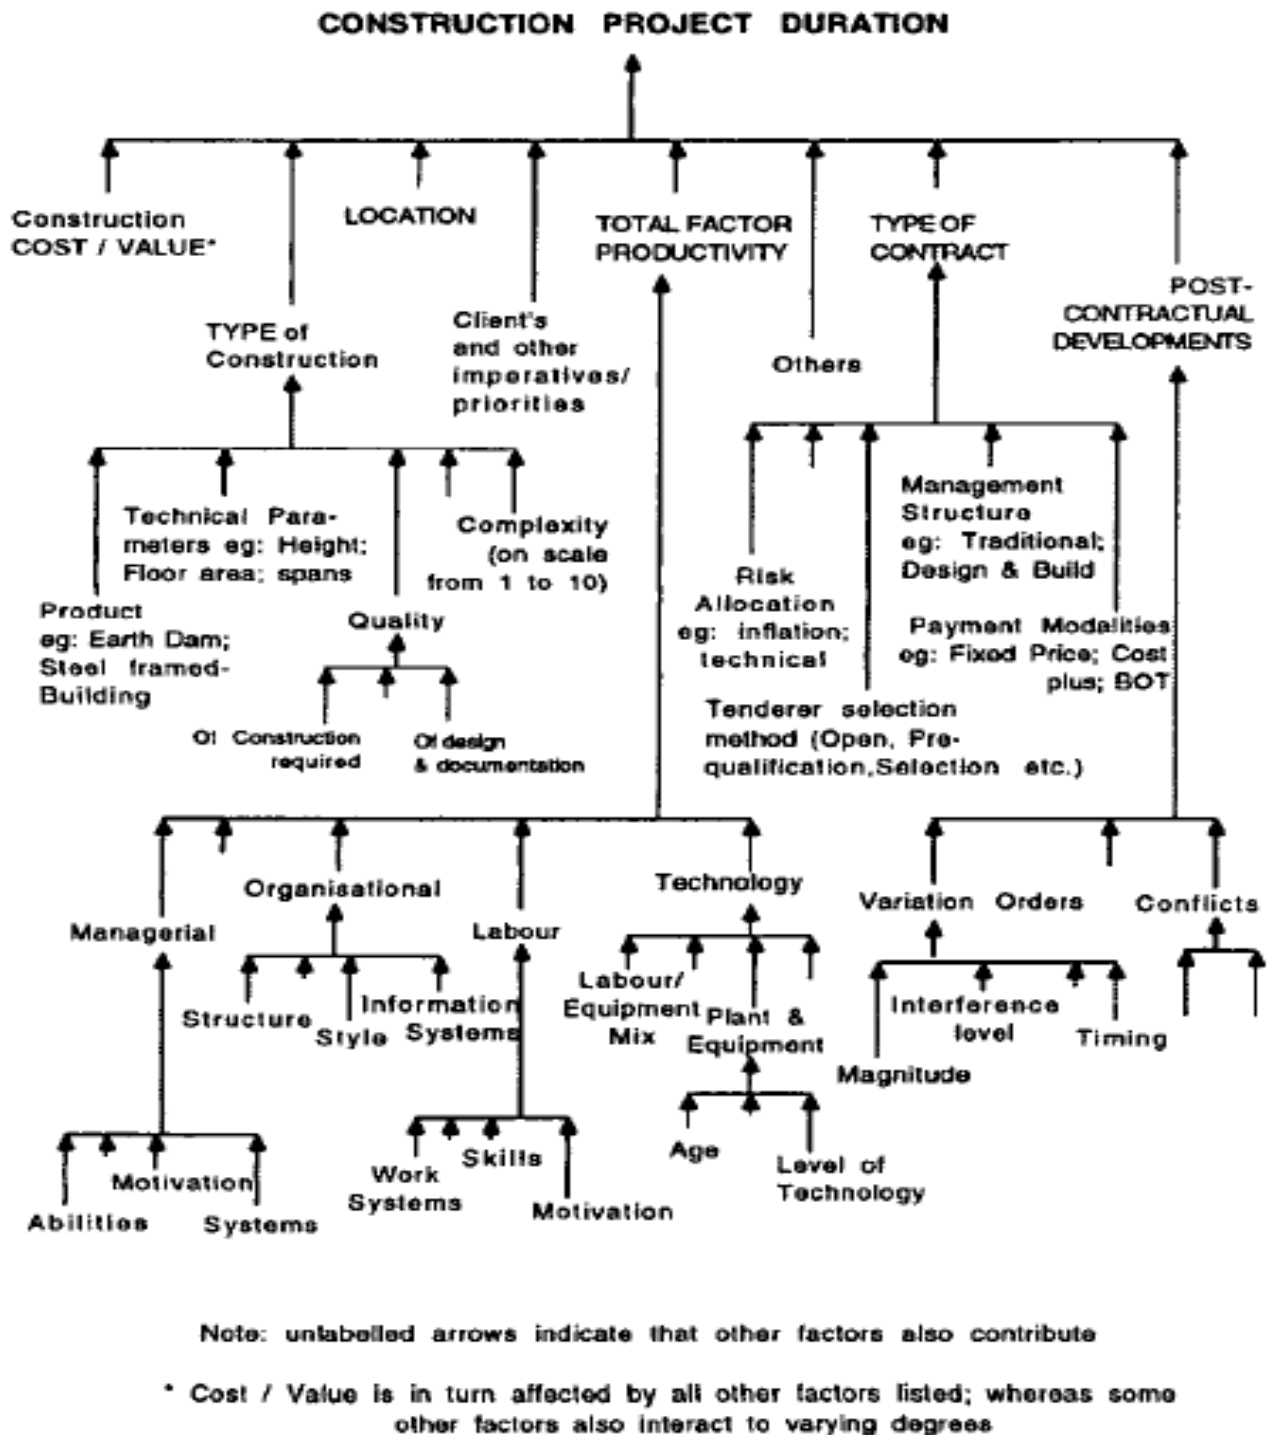 CONSTRUCTION PROJECT DURATION
Construction
COST / VALUE*
LOCATION
TOTAL FACTOR
PRODUCTIVITY
TYPE OF
CONTRACT
POST-
CONTRACTUAL
DEVELOPMENTS
TYPE of
Construction
Client's
and other
imperatives/
priorities
Others
Technical Para-
meters eg: Height;
Floor area; spans
Complexity
(on scale
from 1 to 10)
Product
eg: Earth Dam;
Steel framed-
Building
Quality
Of Construction
required
Of design
& documentation
Management
Structure
eg: Traditional;
Design & Build
Risk
Allocation
eg: inflation;
technical
Payment Modalities
eg: Fixed Price; Cost
plus; BOT
Tenderer selection
method (Open, Pre-
qualification,Selection etc.)
Managerial
Organisational
Labour
Technology
Variation Orders
Conflicts
Structure
Style
Information
Systems
Labour/
Equipment
Mix
Plant &
Equipment
Interference
level
Timing
Magnitude
Abilities
Motivation
Systems
Work
Systems
Skills
Motivation
Age
Level of
Technology
Note: unlabelled arrows indicate that other factors also contribute
* Cost / Value is in turn affected by all other factors listed; whereas some
other factors also interact to varying degrees